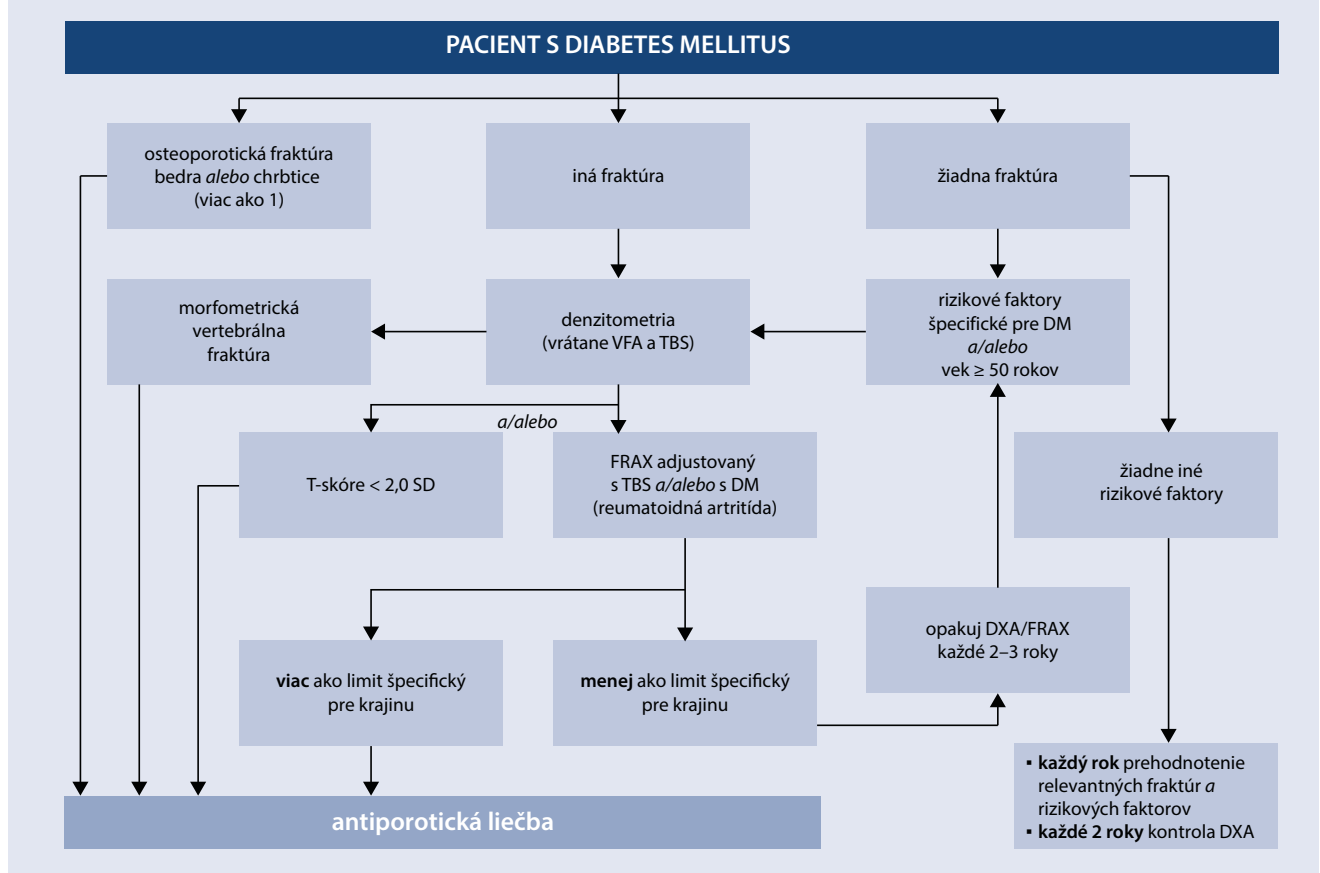 PACIENT S DIABETES MELLITUS
osteoporotická fraktúra
bedra alebo chrbtice
(viac ako 1)
iná fraktúra
žiadna fraktúra
morfometrická
vertebrálna
fraktúra
denzitometria
(vrátane VFA a TBS)
rizikové faktory
špecifické pre DM
a/alebo
vek ≥ 50 rokov
a/alebo
T-skóre < 2,0 SD
FRAX adjustovaný
s TBS a/alebo s DM
(reumatoidná artritída)
žiadne iné
rizikové faktory
opakuj DXA/FRAX
každé 2–3 roky
viac ako limit špecifický
pre krajinu
menej ako limit špecifický
pre krajinu
▪ každý rok prehodnotenie
relevantných fraktúr a
rizikových faktorov
▪ každé 2 roky kontrola DXA
antiporotická liečba